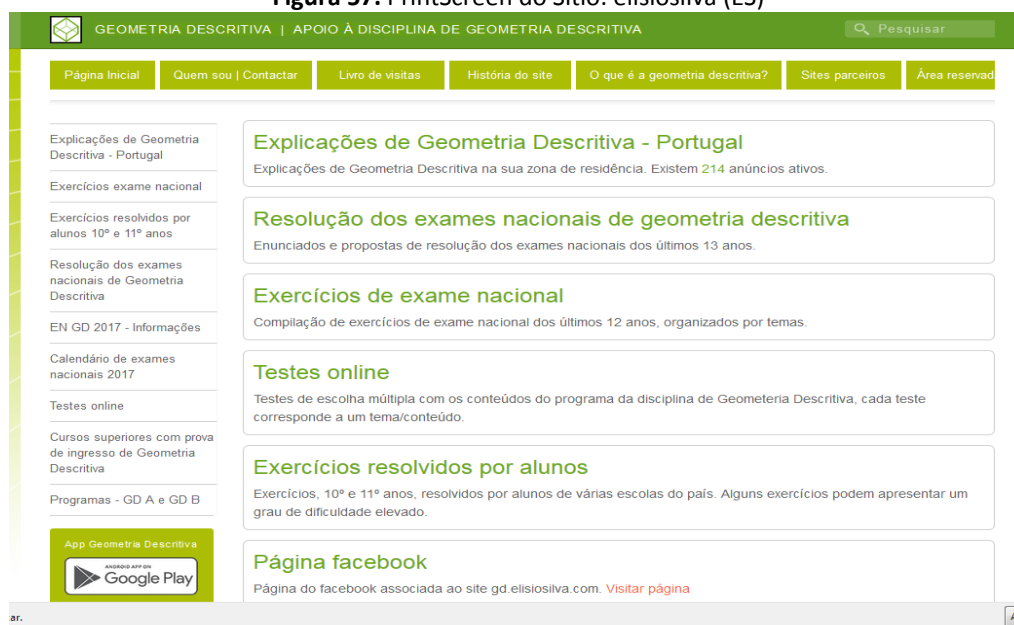 Figura 57. PrintScreen do Sítio: elisiosilva (ES)
GEOMETRIA DESCRITIVA | APOIO À DISCIPLINA DE GEOMETRIA DESCRITIVA
Pesquisar
Página Inicial
Quem sou | Contactar
Livro de visitas
História do site
O que é a geometria descritiva?
Sites parceiros
Área reservad
Explicações de Geometria
Descritiva - Portugal
Exercícios exame nacional
Exercícios resolvidos por
alunos 10º e 11º anos
Resolução dos exames
nacionais de Geometria
Descritiva
EN GD 2017 - Informações
Calendário de exames
nacionais 2017
Testes online
Cursos superiores com prova
de ingresso de Geometria
Descritiva
Programas - GD A e GD B
App Geometria Descritiva
ANDROID APP ON
Google Play
Explicações de Geometria Descritiva - Portugal
Explicações de Geometria Descritiva na sua zona de residência. Existem 214 anúncios ativos.
Resolução dos exames nacionais de geometria descritiva
Enunciados e propostas de resolução dos exames nacionais dos últimos 13 anos.
Exercícios de exame nacional
Compilação de exercícios de exame nacional dos últimos 12 anos, organizados por temas.
Testes online
Testes de escolha múltipla com os conteúdos do programa da disciplina de Geometeria Descritiva, cada teste
corresponde a um tema/conteúdo.
Exercícios resolvidos por alunos
Exercícios, 10º e 11º anos, resolvidos por alunos de várias escolas do país. Alguns exercícios podem apresentar um
grau de dificuldade elevado.
Página facebook
Página do facebook associada ao site gd.elisiosilva.com. Visitar página
ar.